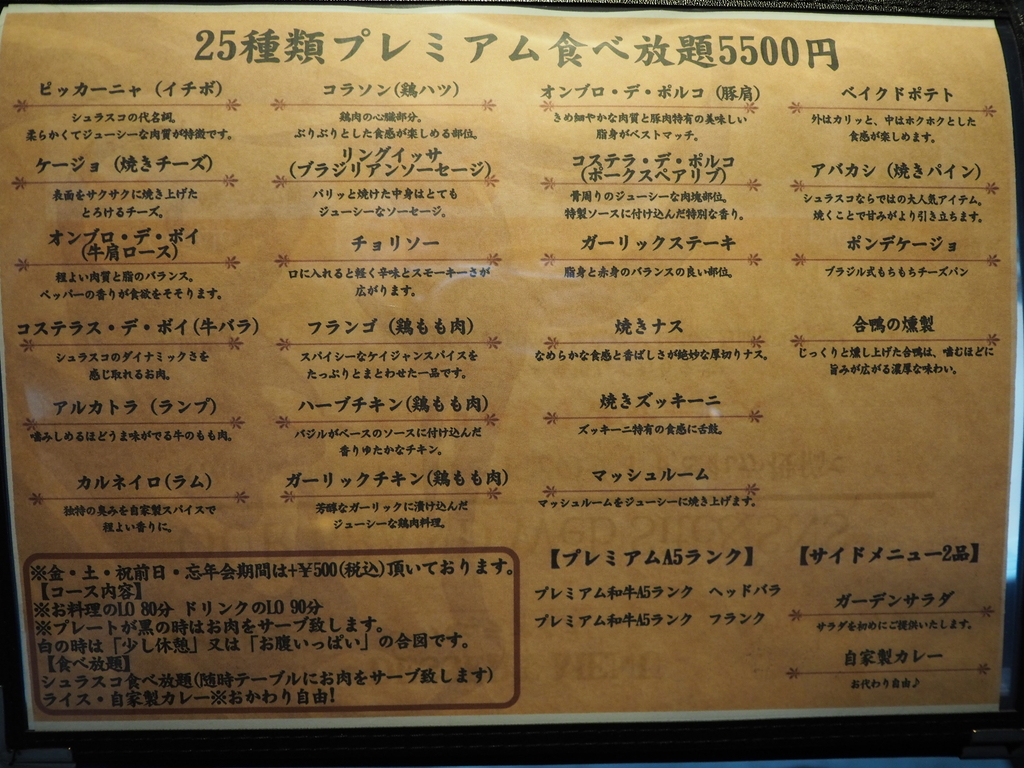 25種類プレミアム食べ放題5500円
ピッカーニャ (イチボ)
シュラスコの代名詞。
柔らかくてジューシーな肉質が特徴です。
ケージョ (焼きチーズ)
表面をサクサクに焼き上げた
とろけるチーズ。
オンブロ・デ・ボイ
(牛肩ロース)
程よい肉質と脂のバランス。
ペッパーの香りが食欲をそそります。
コステラス・デ・ボイ(牛バラ)
シュラスコのダイナミックさを
感じ取れるお肉。
アルカトラ (ランプ)
噛みしめるほどうま味がでる牛のもも肉。
カルネイロ(ラム)
独特の臭みを自家製スパイスで
程よい香りに。
コラソン(鶏ハツ)
鶏肉の心臓部分。
ぷりぷりとした食感が楽しめる部位。
リングイッサ
(ブラジリアンソーセージ)
パリッと焼けた中身はとても
ジューシーなソーセージ。
チョリソー
口に入れると軽く辛味とスモーキーさが
広がります。
フランゴ (鶏もも肉)
スパイシーなケイジャンスパイスを
たっぷりとまとわせた一品です。
ハーブチキン(鶏もも肉)
バジルがベースのソースに付け込んだ
香りゆたかなチキン。
ガーリックチキン(鶏もも肉)
芳醇なガーリックに漬け込んだ
ジューシーな鶏肉料理。
オンブロ・デ・ポルコ (豚肩)
きめ細やかな肉質と豚肉特有の美味しい
脂身がベストマッチ。
コステラ・デ・ポルコ
(ポークスペアリブ)
骨周りのジューシーな肉塊部位。
特製ソースに付け込んだ特別な香り。
ガーリックステーキ
脂身と赤身のバランスの良い部位。
焼きナス
なめらかな食感と香ばしさが絶妙な厚切りナス。
焼きズッキーニ
ズッキーニ特有の食感に舌鼓。
マッシュルーム
マッシュルームをジューシーに焼き上げます。
ベイクドポテト
外はカリッと、中はホクホクとした
食感が楽しめます。
アバカシ (焼きパイン)
シュラスコならではの大人気アイテム。
焼くことで甘みがより引き立ちます。
ポンデケージョ
ブラジル式もちもちチーズパン
合鴨の燻製
じっくりと燻し上げた合鴨は、噛むほどに
旨みが広がる濃厚な味わい。
※金・土・祝前日・忘年会期間は+¥500(税込)頂いております。
【コース内容】
※お料理のLO 80分 ドリンクのLO 90分
※プレートが黒の時はお肉をサーブ致します。
白の時は「少し休憩」又は「お腹いっぱい」の合図です。
【食べ放題】
シュラスコ食べ放題(随時テーブルにお肉をサーブ致します)
ライス・自家製カレー※おかわり自由!
【プレミアムA5ランク】
プレミアム和牛A5ランク ヘッドバラ
プレミアム和牛A5ランク フランク
【サイドメニュー2品】
ガーデンサラダ
サラダを初めにご提供いたします。
自家製カレー
お代わり自由♪